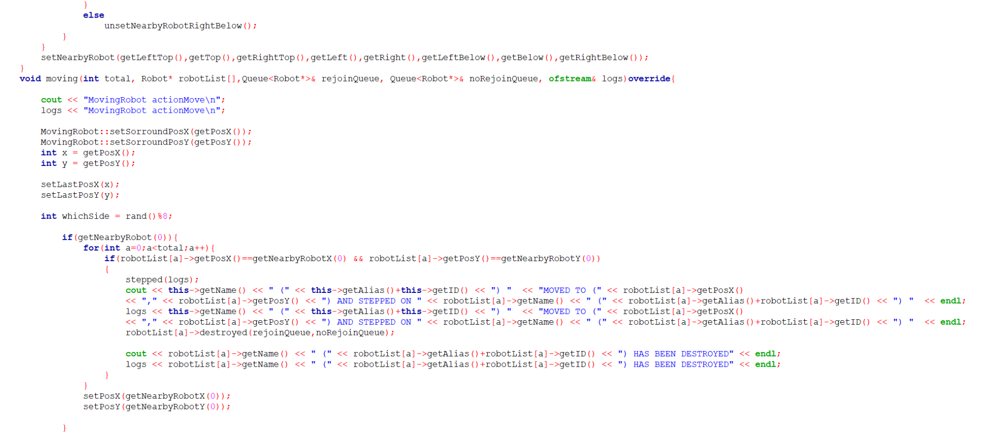 }
else
unsetNearbyRobotRightBelow();
}
}
setNearbyRobot(getLeftTop(),getTop(),getRightTop(),getLeft(),getRight(),getLeftBelow(),getBelow(),getRightBelow());
}
void moving(int total, Robot* robotList[],Queue<Robot*>& rejoinQueue, Queue<Robot*>& noRejoinQueue, ofstream& logs)override{
cout << "MovingRobot actionMove\n";
logs << "MovingRobot actionMove\n";
MovingRobot::setSorroundPosX(getPosX());
MovingRobot::setSorroundPosY(getPosY());
int x = getPosX();
int y = getPosY();
setLastPosX(x);
setLastPosY(y);
int whichSide = rand()%8;
if(getNearbyRobot(0)){
for(int a=0;a<total;a++){
if(robotList[a]->getPosX()==getNearbyRobotX(0) && robotList[a]->getPosY()==getNearbyRobotY(0))
{
stepped(logs);
cout << this->getName() << " (" << this->getAlias()+this->getID() << ") "  << "MOVED TO (" << robotList[a]->getPosX()
<< "," << robotList[a]->getPosY() << ") AND STEPPED ON " << robotList[a]->getName() << " (" << robotList[a]->getAlias()+robotList[a]->getID() << ") "  << endl;
logs << this->getName() << " (" << this->getAlias()+this->getID() << ") "  << "MOVED TO (" << robotList[a]->getPosX()
<< "," << robotList[a]->getPosY() << ") AND STEPPED ON " << robotList[a]->getName() << " (" << robotList[a]->getAlias()+robotList[a]->getID() << ") "  << endl;
robotList[a]->destroyed(rejoinQueue,noRejoinQueue);
cout << robotList[a]->getName() << " (" << robotList[a]->getAlias()+robotList[a]->getID() << ") HAS BEEN DESTROYED" << endl;
logs << robotList[a]->getName() << " (" << robotList[a]->getAlias()+robotList[a]->getID() << ") HAS BEEN DESTROYED" << endl;
}
}
setPosX(getNearbyRobotX(0));
setPosY(getNearbyRobotY(0));
}